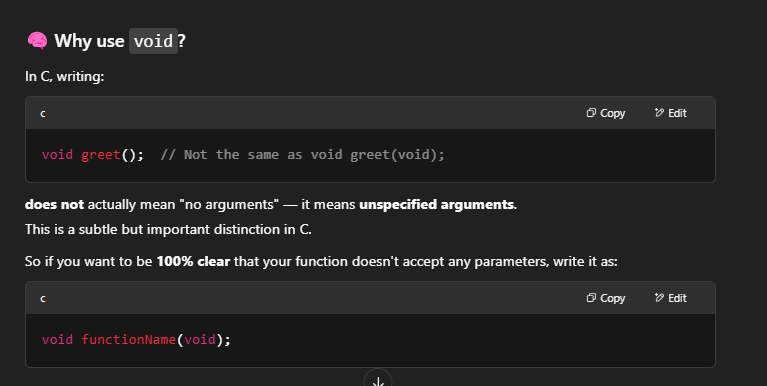 🧠 Why use void?
In C, writing:
c Copy Edit
void greet();  // Not the same as void greet(void);
does not actually mean "no arguments" — it means unspecified arguments.
This is a subtle but important distinction in C.
So if you want to be 100% clear that your function doesn't accept any parameters, write it as:
c Copy Edit
void functionName(void);